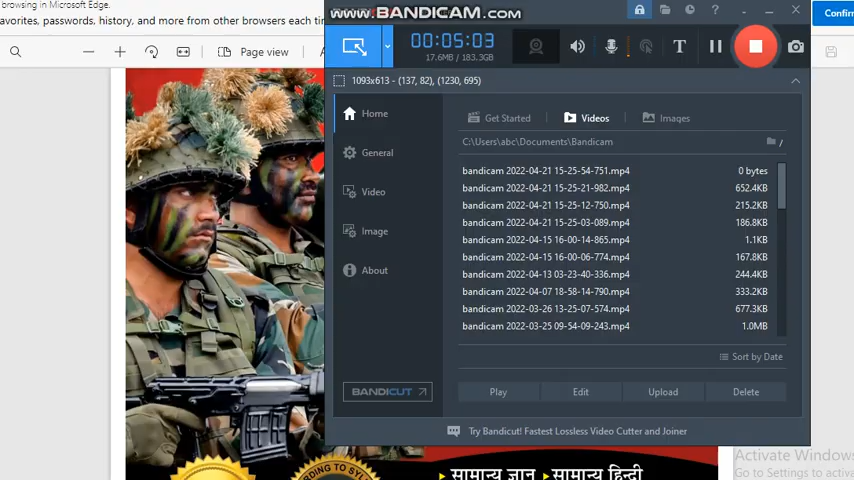 browsing in Microsoft Edge.
avorites, passwords, history, and more from other browsers each ti
Confirm
Page view
www.BANDICAM.com
00:05:03
17.6MB / 183.3GB
1093x613 - (137, 82), (1230, 695)
Home
General
Video
Image
About
BANDICUT
Get Started
Videos
Images
C:\Users\abc\Documents\Bandicam
bandicam 2022-04-21 15-25-54-751.mp4 0 bytes
bandicam 2022-04-21 15-25-21-982.mp4 652.4KB
bandicam 2022-04-21 15-25-12-750.mp4 215.2KB
bandicam 2022-04-21 15-25-03-089.mp4 186.8KB
bandicam 2022-04-15 16-00-14-865.mp4 1.1KB
bandicam 2022-04-15 16-00-06-774.mp4 167.8KB
bandicam 2022-04-13 03-23-40-336.mp4 244.4KB
bandicam 2022-04-07 18-58-14-790.mp4 333.2KB
bandicam 2022-03-26 13-25-07-574.mp4 677.3KB
bandicam 2022-03-25 09-54-09-243.mp4 1.0MB
Sort by Date
Play Edit Upload Delete
Try Bandicut! Fastest Lossless Video Cutter and Joiner
Activate Windows
Go to Settings to activa
सामान्य ज्ञान सामान्य हिन्दी